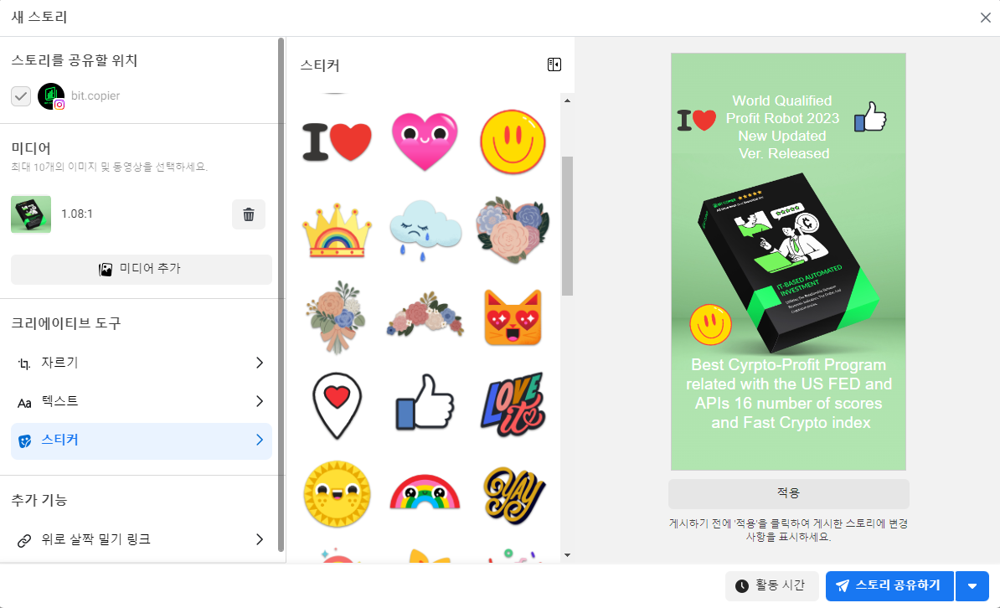 새 스토리
스토리를 공유할 위치
bit.copier
미디어
최대 10개의 이미지 및 동영상을 선택하세요.
1.08:1
미디어 추가
크리에이티브 도구
자르기
Aa 텍스트
스티커
추가 기능
위로 살짝 밀기 링크
스티커
I
LOVE
it
YAY
I
World Qualified
Profit Robot 2023
New Updated
Ver. Released
BIT COPIER
IT-BASED AUTOMATED
INVESTMENT
Best Cyrpto-Profit Program
related with the US FED and
APIs 16 number of scores
and Fast Crypto index
적용
게시하기 전에 '적용'을 클릭하여 게시한 스토리에 변경
사항을 표시하세요.
활동 시간
스토리 공유하기